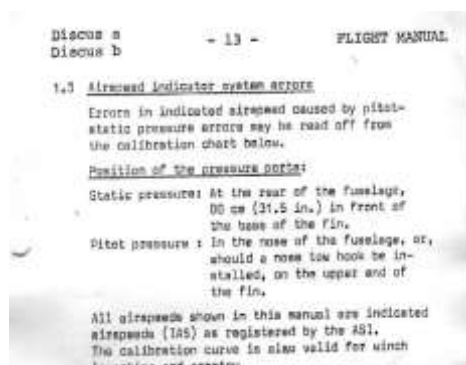 Discus a
Discus b
- 13 -
FLIGHT MANUAL
1.3 Airspeed indicator system errors
Errors in indicated airspeed caused by pitot-
static pressure errors may be read off from
the calibration chart below.
Position of the pressure ports:
Static pressure: At the rear of the fuselage,
80 cm (31.5 in.) in front of
the base of the fin.
Pitot pressure : In the nose of the fuselage, or,
should a nose tow hook be in-
stalled, on the upper end of
the fin.
All airspeeds shown in this manual are indicated
airspeeds (IAS) as registered by the ASI.
The calibration curve is also valid for winch